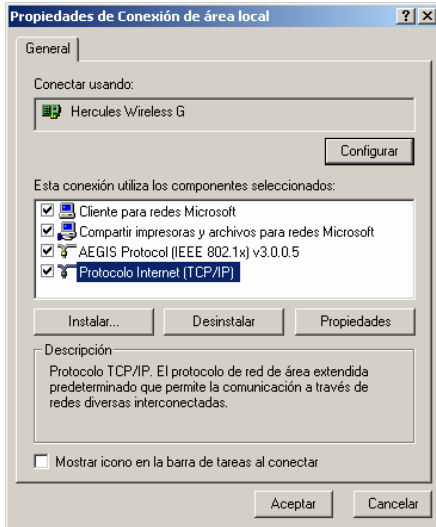 Propiedades de Conexión de área local
General
Conectar usando:
Hercules Wireless G
Configurar
Esta conexión utiliza los componentes seleccionados:
Cliente para redes Microsoft
Compartir impresoras y archivos para redes Microsoft
AEGIS Protocol (IEEE 802.1x) v3.0.0.5
Protocolo Internet (TCP/IP)
Instalar... Desinstalar Propiedades
Descripción
Protocolo TCP/IP. El protocolo de red de área extendida
predeterminado que permite la comunicación a través de
redes diversas interconectadas.
Mostrar icono en la barra de tareas al conectar
Aceptar Cancelar